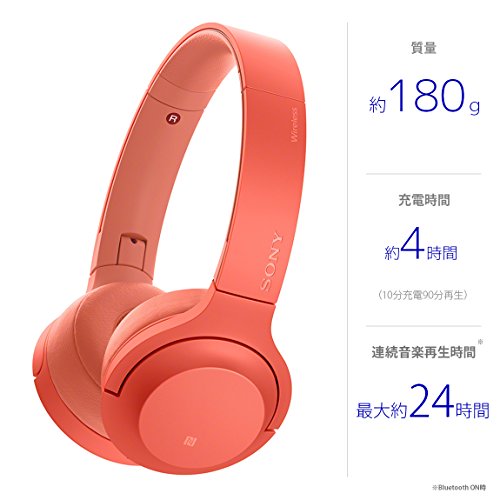 R
Wireless
SONY
N
質量
約180g
充電時間
約4時間
(10分充電90分再生)
連続音楽再生時間※
最大約24時間
※Bluetooth ON時